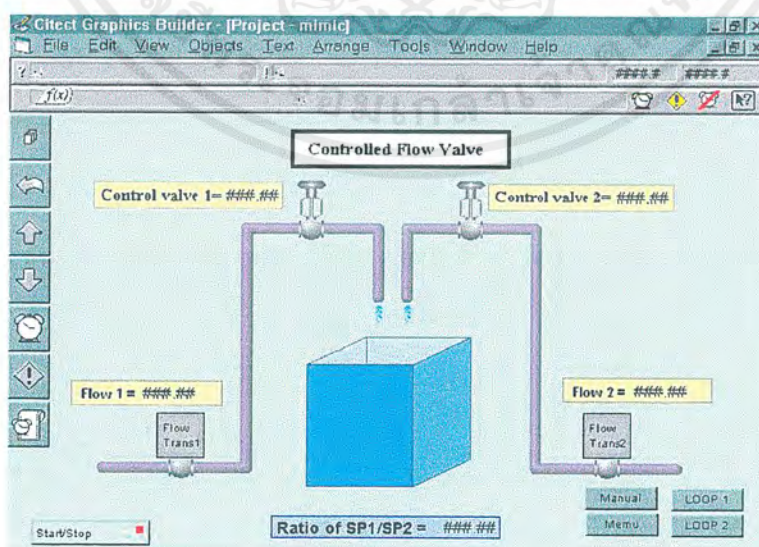 Citect Graphics Builder - [Project - mimic]
File Edit View Objects Text Arrange Tools Window Help
####.# ####.#
f(x)
Controlled Flow Valve
Control valve 1= ###.##
Control valve 2= ###.##
Flow 1 = ###.##
Flow 2 = ###.##
Flow
Trans1
Flow
Trans2
Manual
LOOP 1
Start/Stop
Ratio of SP1/SP2 = ###.##
Memu
LOOP 2